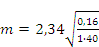 m = 2,34√(0,16/(1·40))